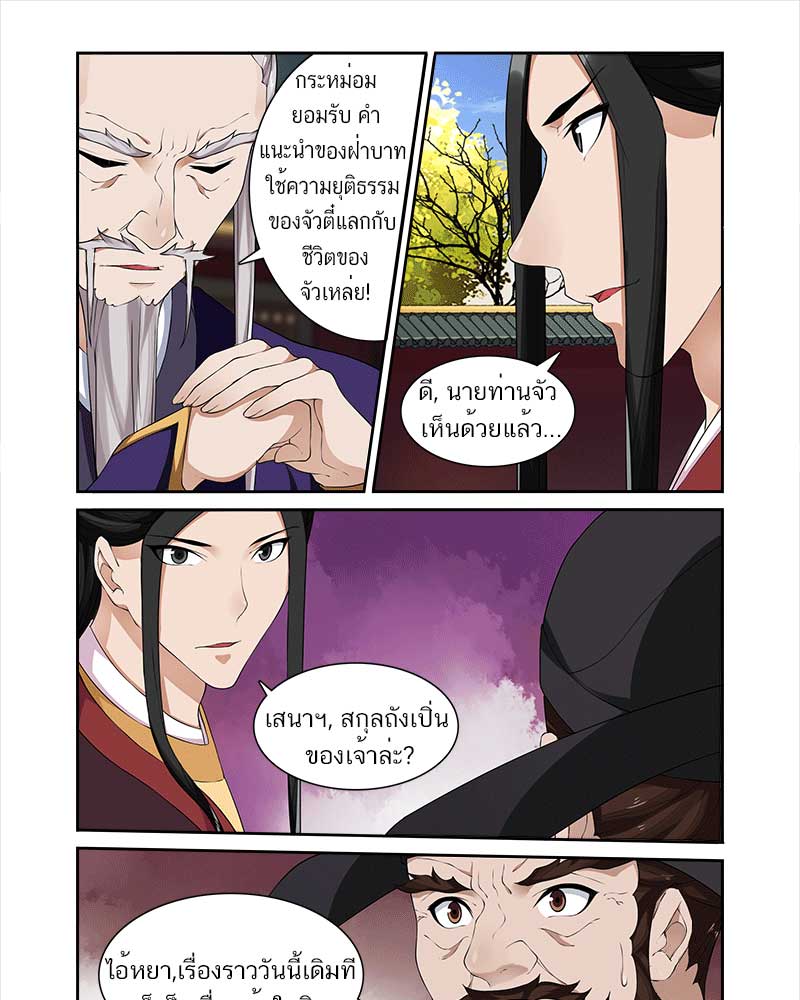 กระหม่อม
ยอมรับ คำ
แนะนำของฝ่าบาท
ใช้ความยุติธรรม
ของจัวตี๋แลกกับ
ชีวิตของ
จัวเหล่ย!
ดี, นายท่านจัว
เห็นด้วยแล้ว...
เสนาฯ, สกุลถังเปิ่น
ของเจ้าล่ะ?
ไอ้หยา,เรื่องราววันนี้เดิมที